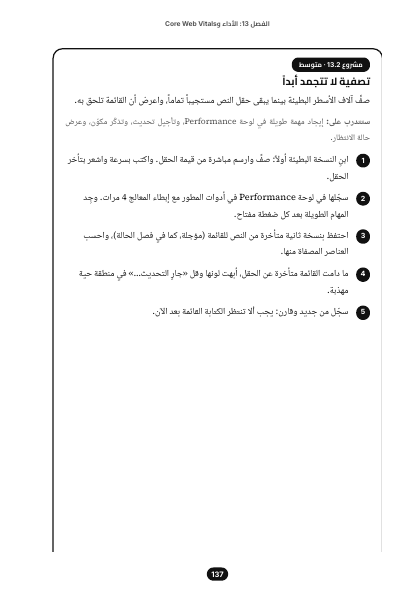 الفصل 13: الأداء وCore Web Vitals
مشروع 13.2 · متوسط
تصفية لا تتجمد أبداً
صفِّ آلاف الأسطر البطيئة بينما يبقى حقل النص مستجيباً تماماً، واعرض أن القائمة تلحق به.
ستتدرب على: إيجاد مهمة طويلة في لوحة Performance، وتأجيل تحديث، وتذكّر مكوّن، وعرض
حالة الانتظار.
1 ابنِ النسخة البطيئة أولاً: صفِّ وارسم مباشرة من قيمة الحقل. واكتب بسرعة واشعر بتأخر
الحقل.
2 سجّلها في لوحة Performance في أدوات المطور مع إبطاء المعالج 4 مرات. وجِد
المهام الطويلة بعد كل ضغطة مفتاح.
3 احتفظ بنسخة ثانية متأخرة من النص للقائمة (مؤجلة، كما في فصل الحالة)، واحسب
العناصر المصفاة منها.
4 ما دامت القائمة متأخرة عن الحقل، أبهت لونها وقل «جارٍ التحديث…» في منطقة حية
مهذبة.
5 سجّل من جديد وقارن: يجب ألا تنتظر الكتابة القائمة بعد الآن.
137